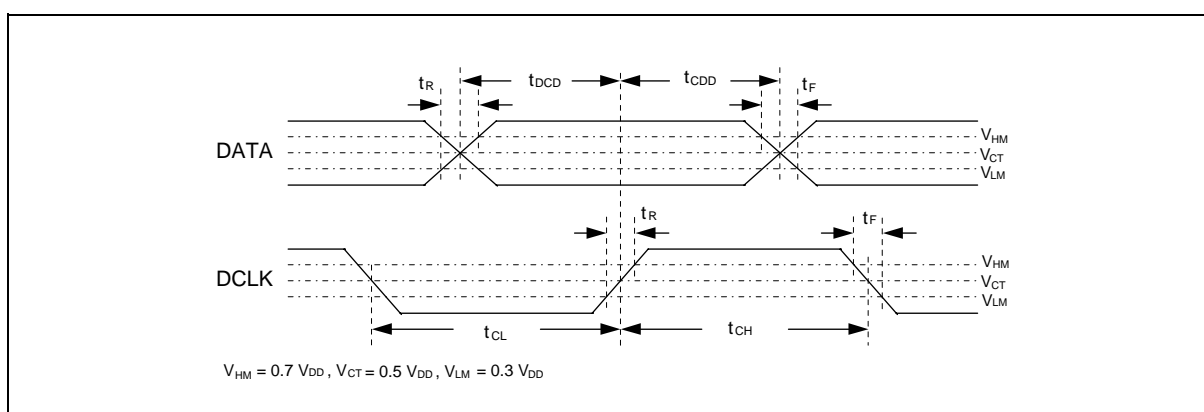 tR tDCD tCDD tF
DATA
VHM
VCT
VLM
tR tF
DCLK
VHM
VCT
VLM
tCL tCH
VHM = 0.7 VDD , VCT = 0.5 VDD , VLM = 0.3 VDD